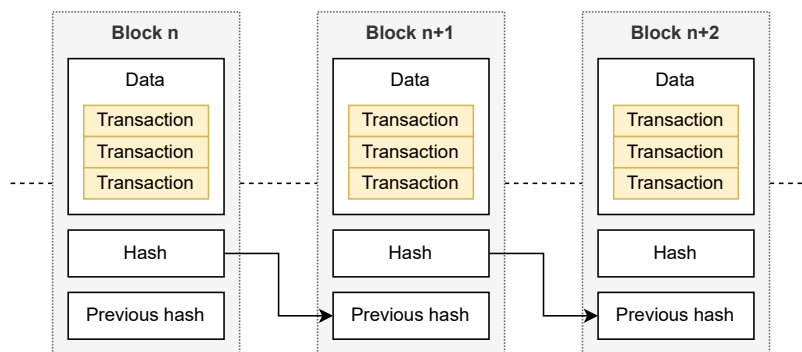 Block n
Data
Transaction
Transaction
Transaction
Hash
Previous hash
Block n+1
Data
Transaction
Transaction
Transaction
Hash
Previous hash
Block n+2
Data
Transaction
Transaction
Transaction
Hash
Previous hash